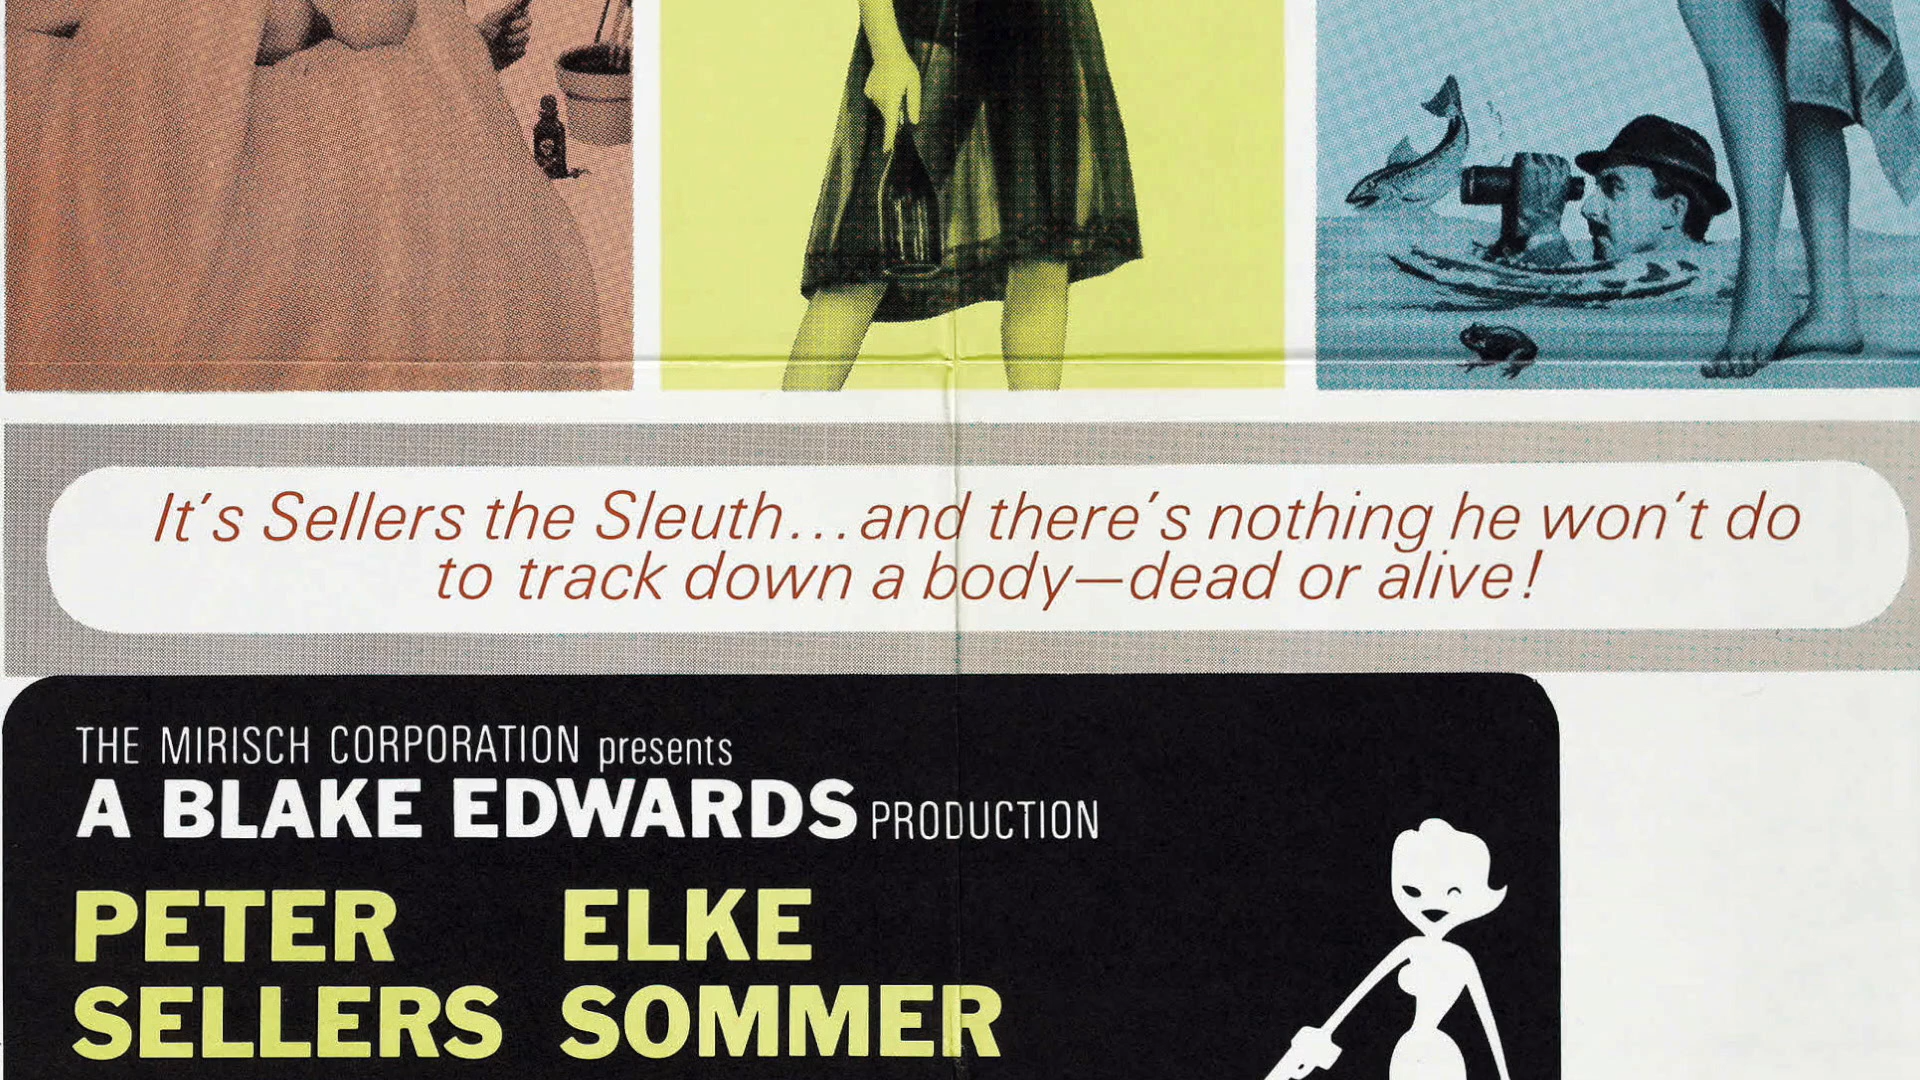 It's Sellers the Sleuth...and there's nothing he won't do
to track down a body—dead or alive!
THE MIRISCH CORPORATION presents
A BLAKE EDWARDS PRODUCTION
PETER ELKE
SELLERS SOMMER